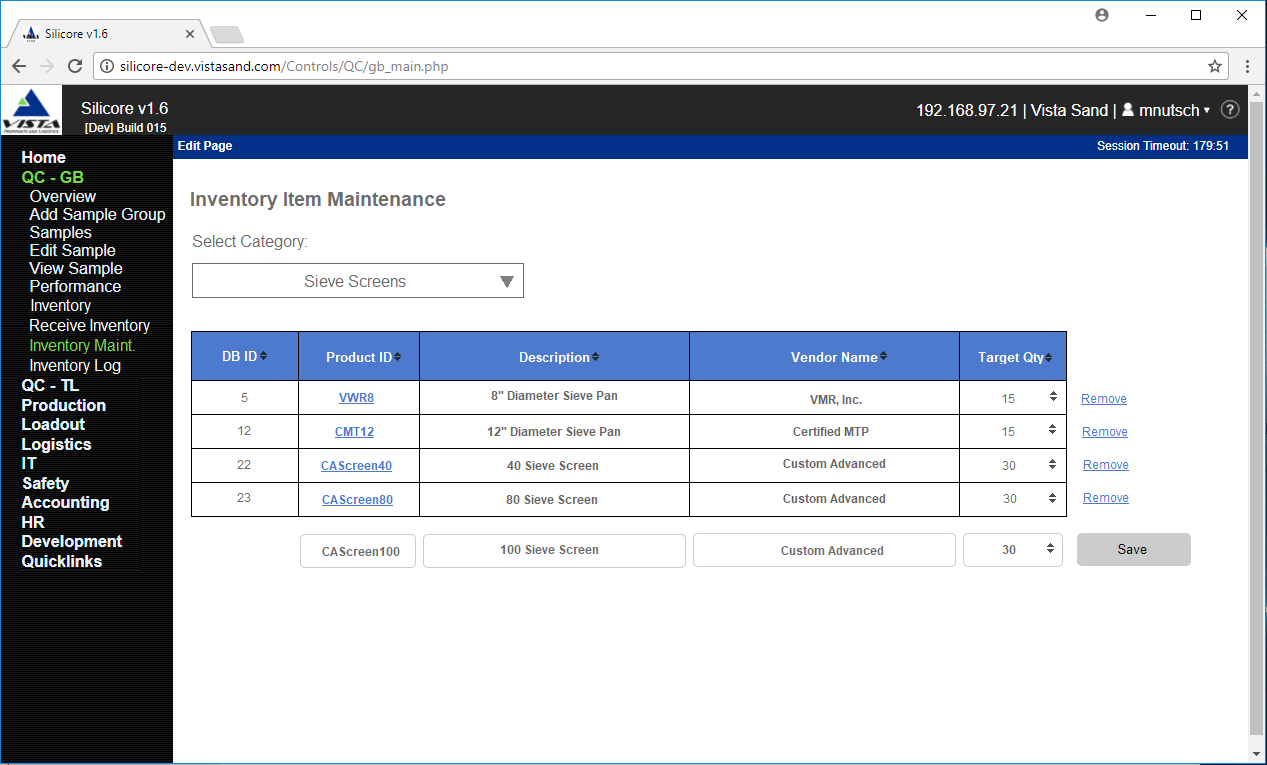 Silicore v1.6
silicore-dev.vistasand.com/Controls/QC/gb_main.php
VISTA
Silicore v1.6
[Dev] Build 015
192.168.97.21 | Vista Sand | mnutsch ?
Edit Page
Session Timeout: 179:51
Home
QC - GB
Overview
Add Sample Group
Samples
Edit Sample
View Sample
Performance
Inventory
Receive Inventory
Inventory Maint.
Inventory Log
QC - TL
Production
Loadout
Logistics
IT
Safety
Accounting
HR
Development
Quicklinks
Inventory Item Maintenance
Select Category:
Sieve Screens
DB ID Product ID Description Vendor Name Target Qty
5 VWR8 8" Diameter Sieve Pan VMR, Inc. 15 Remove
12 CMT12 12" Diameter Sieve Pan Certified MTP 15 Remove
22 CAScreen40 40 Sieve Screen Custom Advanced 30 Remove
23 CAScreen80 80 Sieve Screen Custom Advanced 30 Remove
CAScreen100 100 Sieve Screen Custom Advanced 30 Save